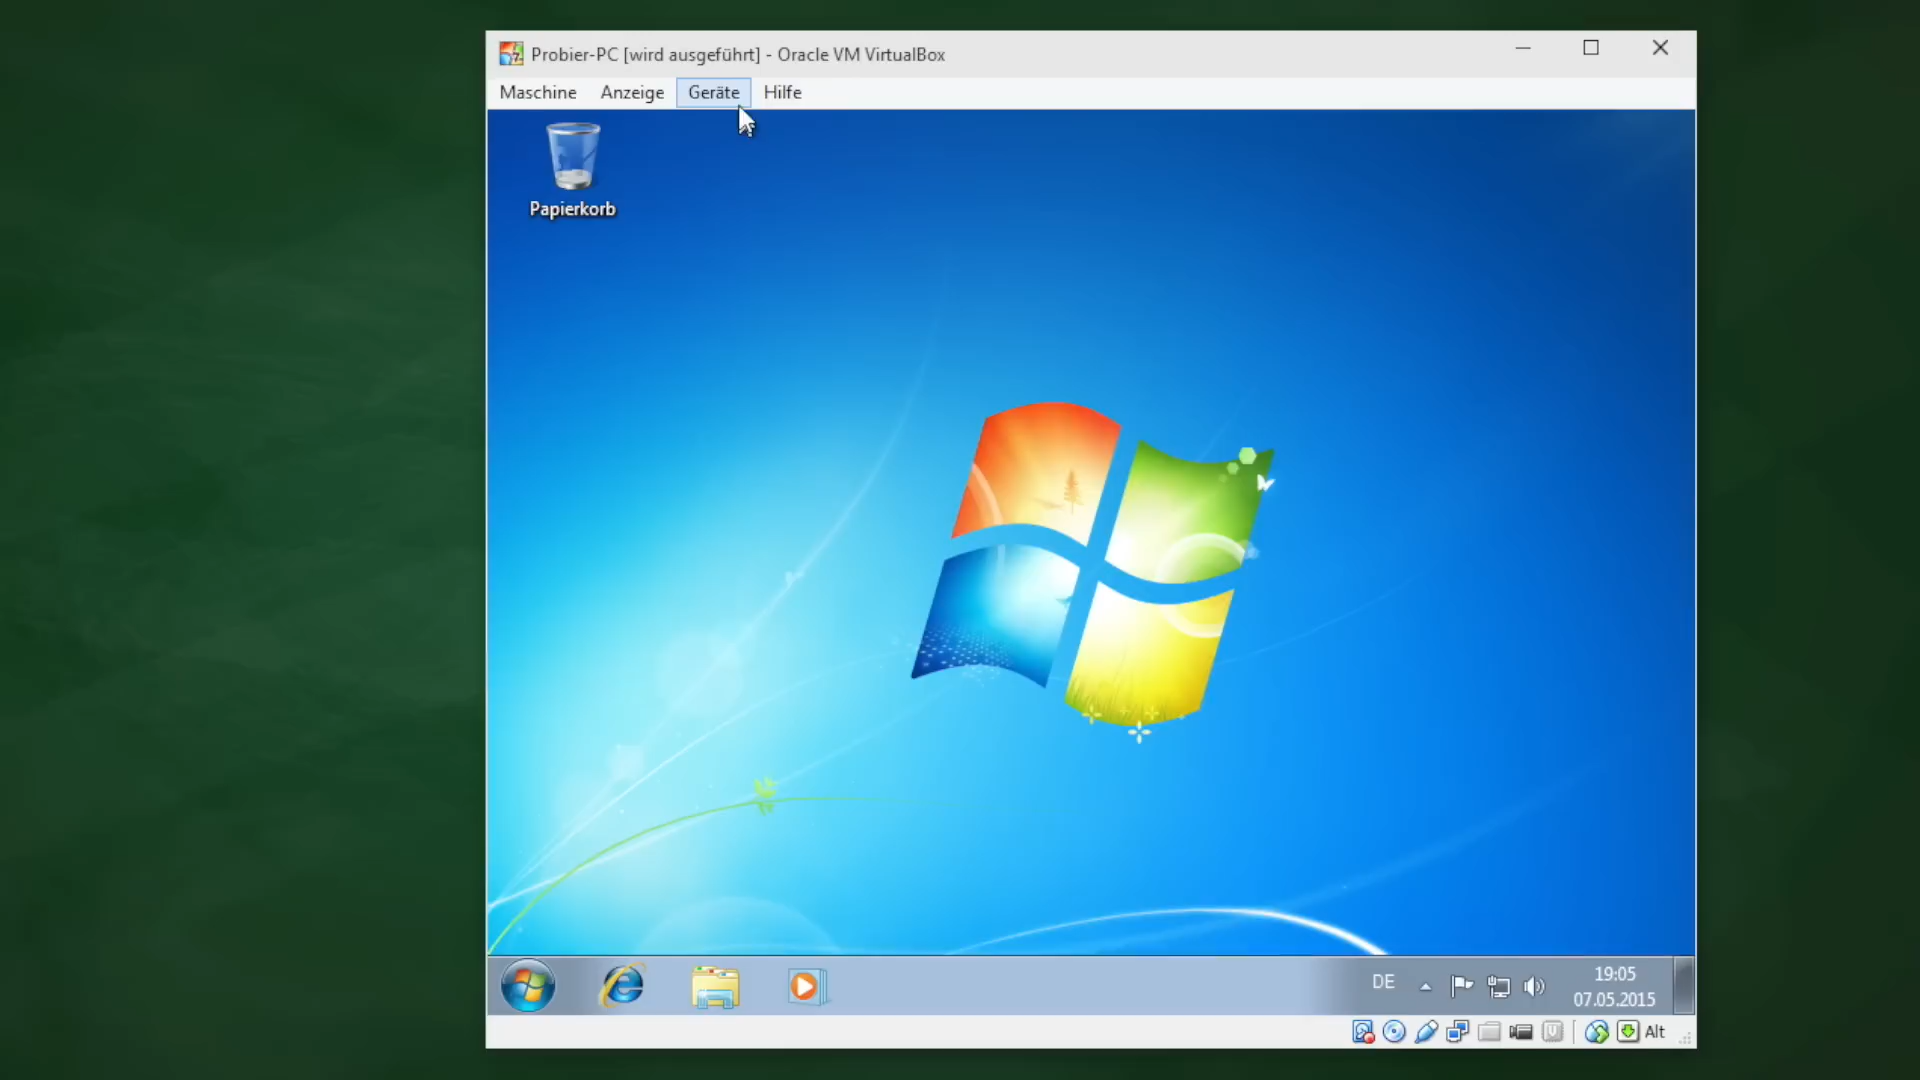 Probier-PC [wird ausgeführt] - Oracle VM VirtualBox
Maschine Anzeige Geräte Hilfe
Papierkorb
DE
19:05
07.05.2015
Alt